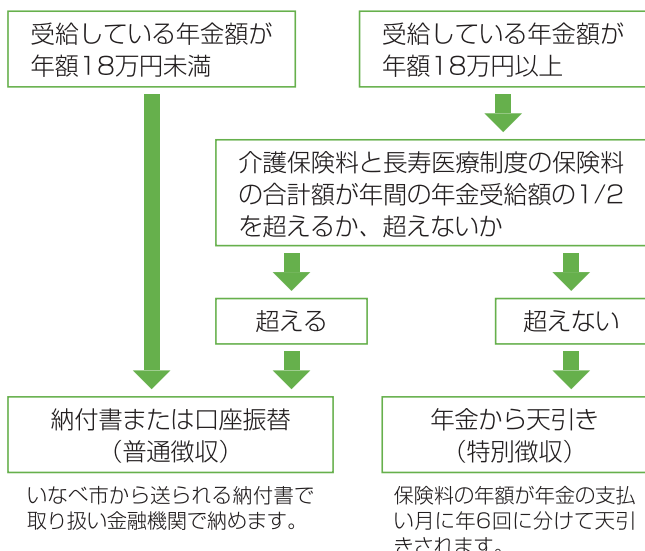 受給している年金額が
年額18万円未満
受給している年金額が
年額18万円以上
介護保険料と長寿医療制度の保険料
の合計額が年間の年金受給額の1/2
を超えるか、超えないか
超える
超えない
納付書または口座振替
（普通徴収）
年金から天引き
（特別徴収）
いなべ市から送られる納付書で
取り扱い金融機関で納めます。
保険料の年額が年金の支払
い月に年6回に分けて天引
きされます。